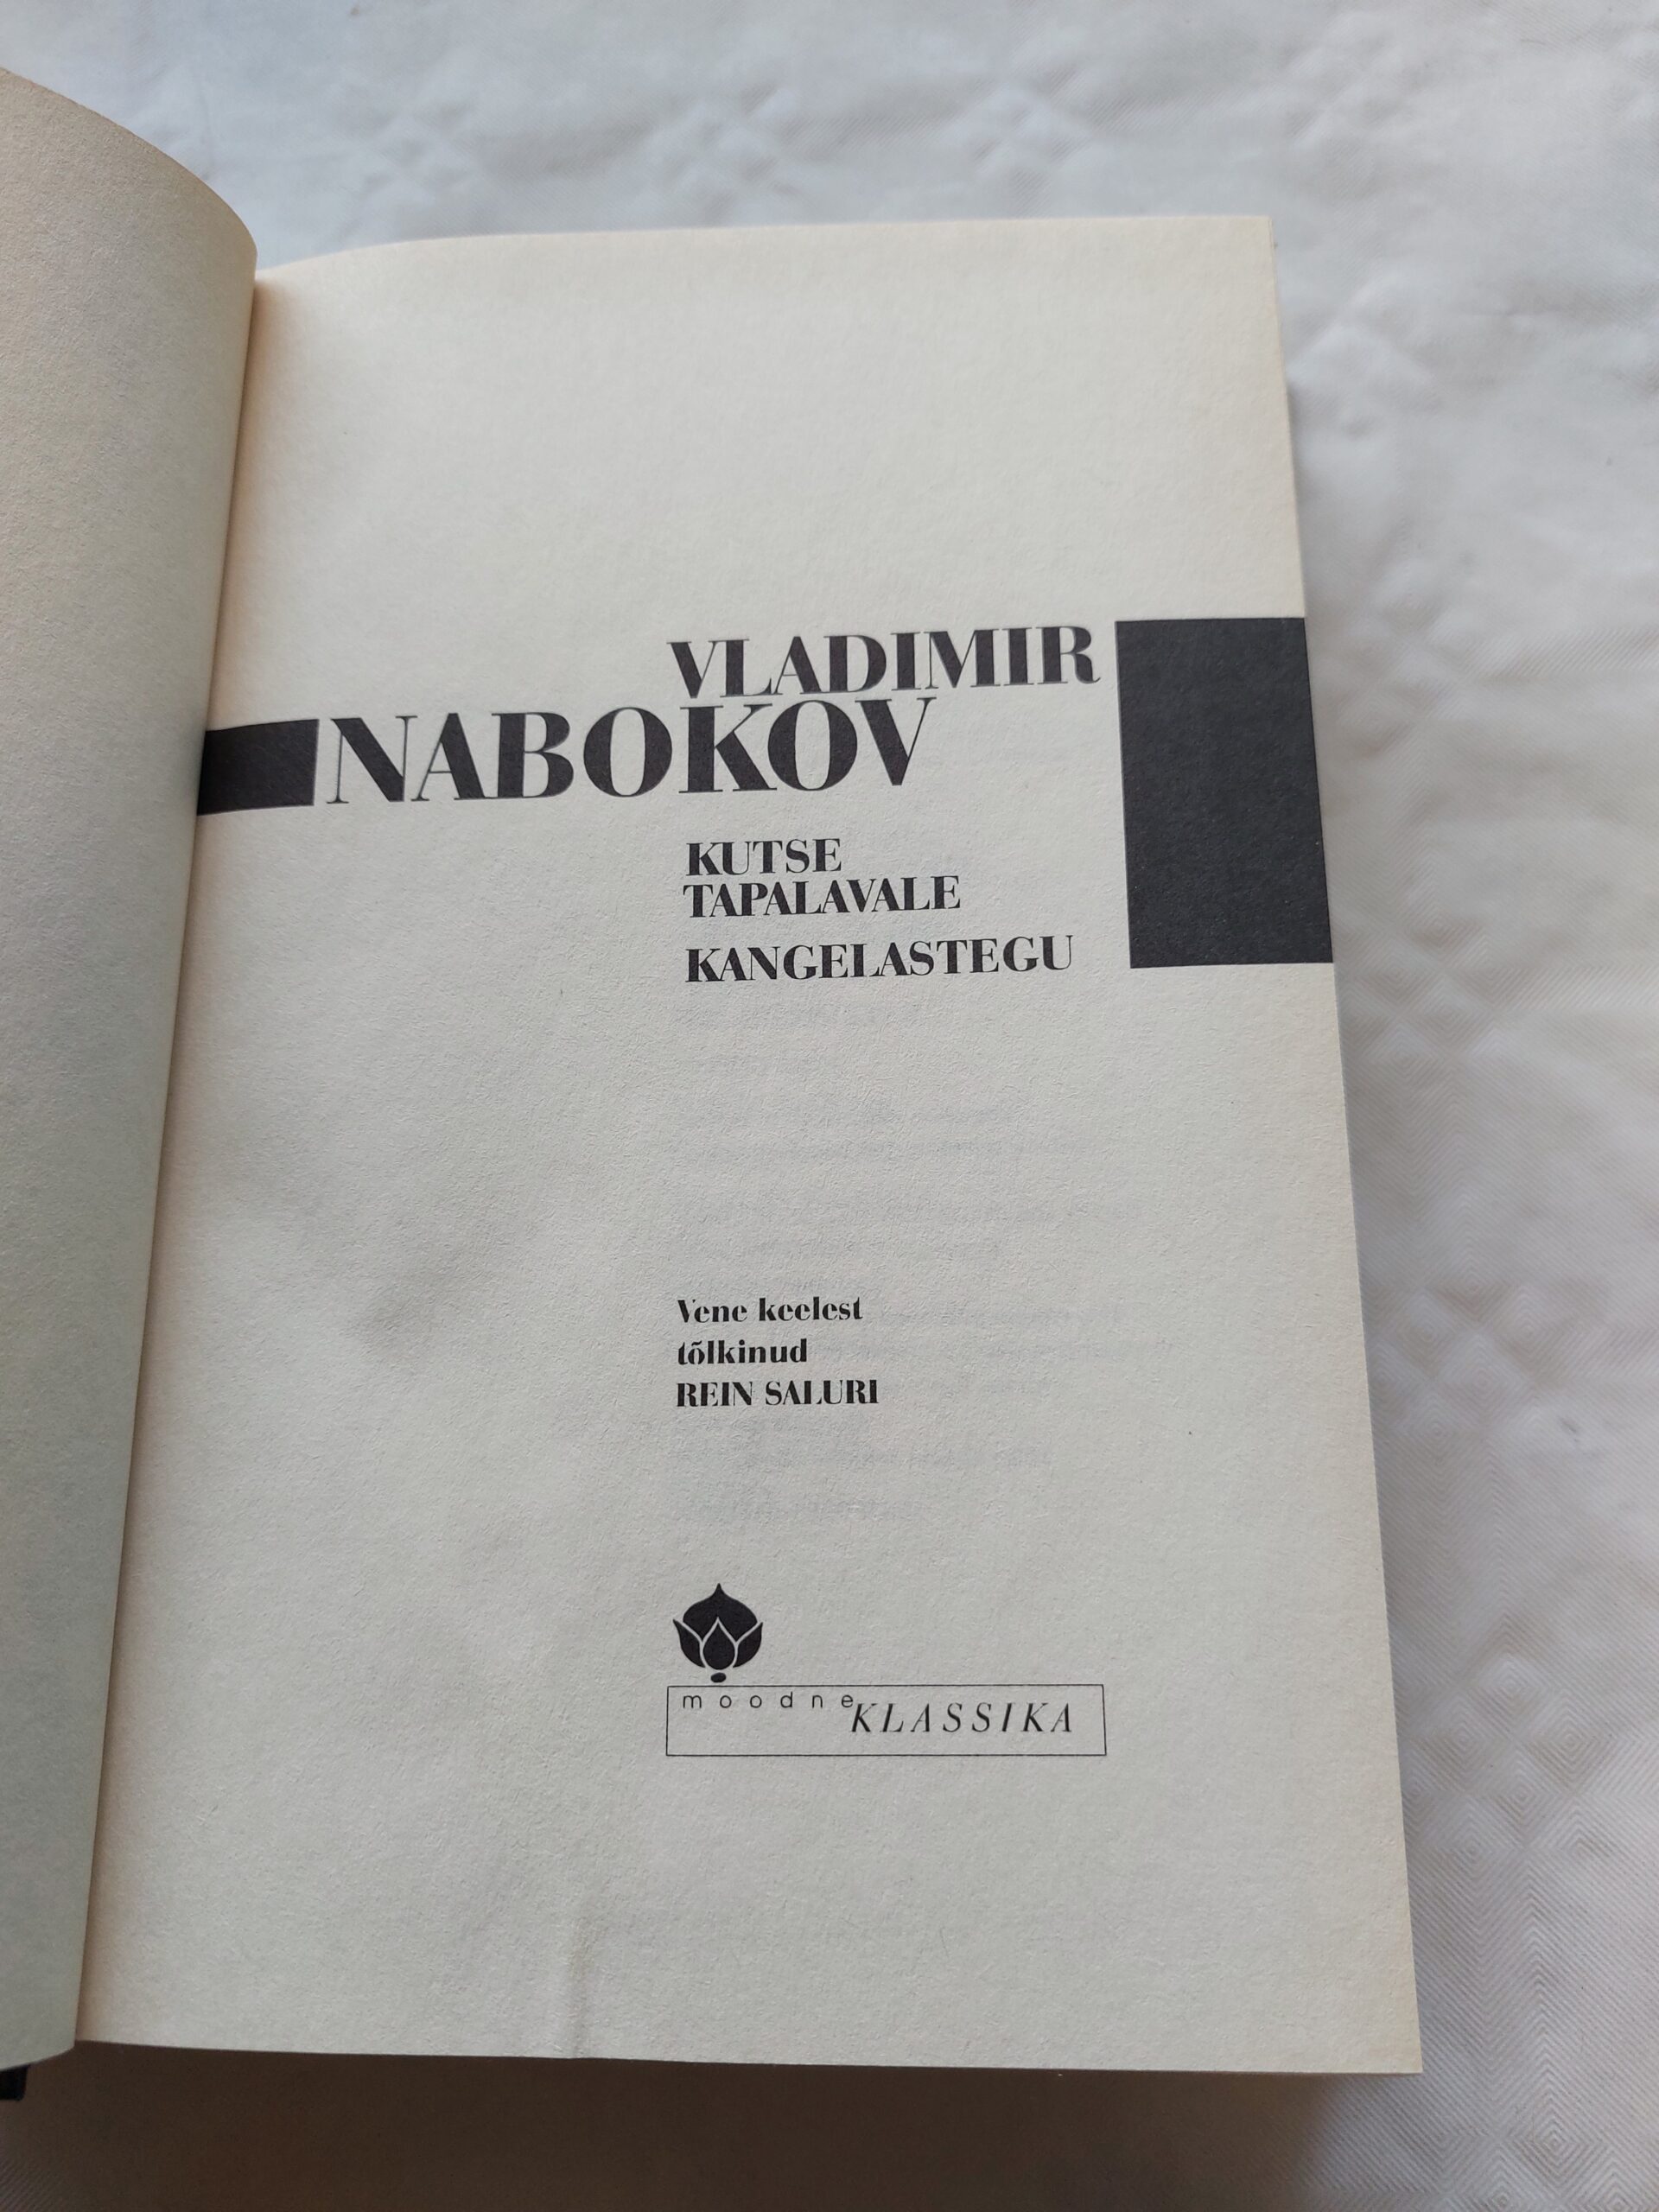 VLADIMIR
NABOKOV
KUTSE
TAPALAVALE
KANGELASTEGU
Vene keelest
tõlkinud
REIN SALURI
moodne KLASSIKA